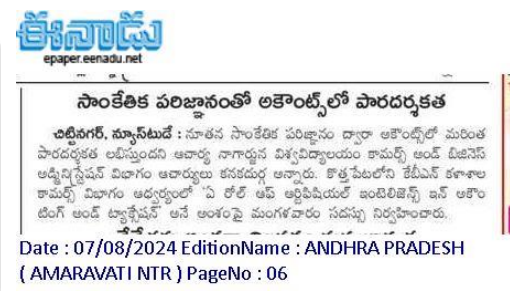 ఈనాడు
epaper.eenadu.net
సాంకేతిక పరిజ్ఞానంతో అకౌంట్స్‌లో పారదర్శకత
చిట్టినగర్, న్యూస్‌టుడే : నూతన సాంకేతిక పరిజ్ఞానం ద్వారా అకౌంట్స్‌లో మరింత
పారదర్శకత లభిస్తుందని ఆచార్య నాగార్జున విశ్వవిద్యాలయం కామర్స్ అండ్ బిజినెస్
అడ్మినిస్ట్రేషన్ విభాగం ఆచార్యులు కనకదుర్గ అన్నారు. కొత్తపేటలోని కేబీఎన్ కళాశాల
కామర్స్ విభాగం ఆధ్వర్యంలో 'ఏ రోల్ ఆఫ్ ఆర్టిఫిషియల్ ఇంటెలిజెన్స్ ఇన్ అకౌం
టింగ్ అండ్ ట్యాక్సేషన్' అనే అంశంపై మంగళవారం సదస్సు నిర్వహించారు.
Date : 07/08/2024 EditionName : ANDHRA PRADESH
( AMARAVATI NTR ) PageNo : 06